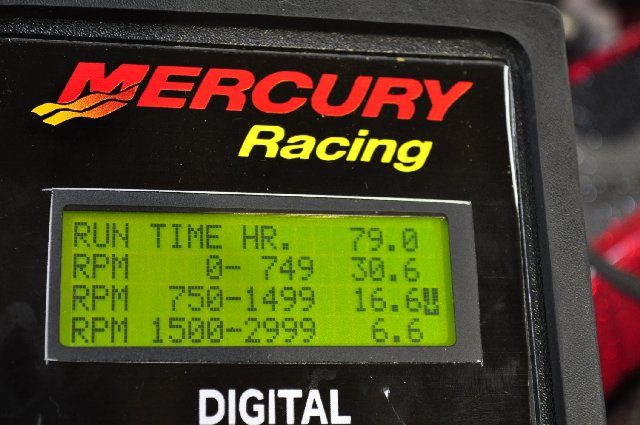 MERCURY
Racing
RUN TIME HR. 79.0
RPM 0- 749 30.6
RPM 750-1499 16.6
RPM 1500-2999 6.6
DIGITAL